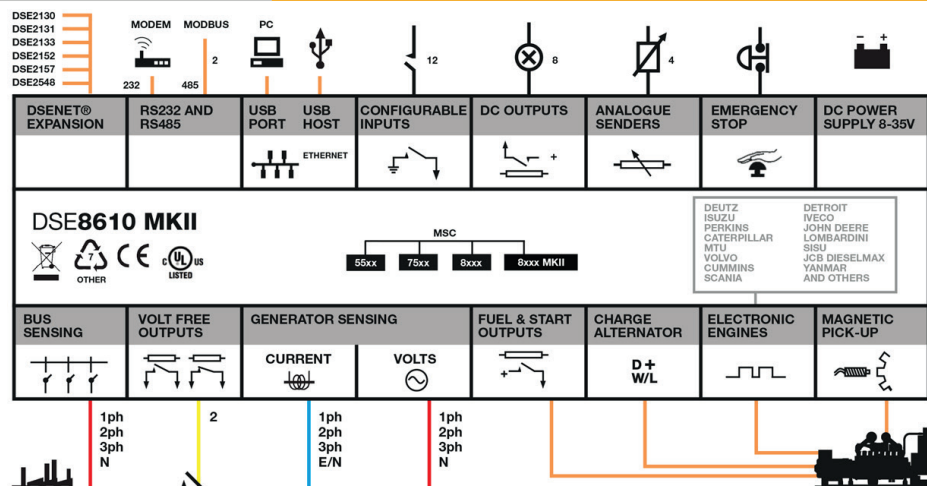 DSE2130
DSE2131
DSE2133
DSE2152
DSE2157
DSE2548
MODEM
232
MODBUS
2
485
PC
12
8
4
- +
DSENET®
EXPANSION
RS232 AND
RS485
USB
PORT
USB
HOST
ETHERNET
CONFIGURABLE
INPUTS
DC OUTPUTS
+
ANALOGUE
SENDERS
EMERGENCY
STOP
DC POWER
SUPPLY 8-35V
DSE8610 MKII
7
OTHER
CE
C UL US
LISTED
MSC
55xx
75xx
8xxx
8xxx MKII
DEUTZ
ISUZU
PERKINS
CATERPILLAR
MTU
VOLVO
CUMMINS
SCANIA
DETROIT
IVECO
JOHN DEERE
LOMBARDINI
SISU
JCB DIESELMAX
YANMAR
AND OTHERS
BUS
SENSING
VOLT FREE
OUTPUTS
GENERATOR SENSING
CURRENT
VOLTS
FUEL & START
OUTPUTS
+
CHARGE
ALTERNATOR
D+
W/L
ELECTRONIC
ENGINES
MAGNETIC
PICK-UP
1ph
2ph
3ph
N
2
1ph
2ph
3ph
E/N
1ph
2ph
3ph
N